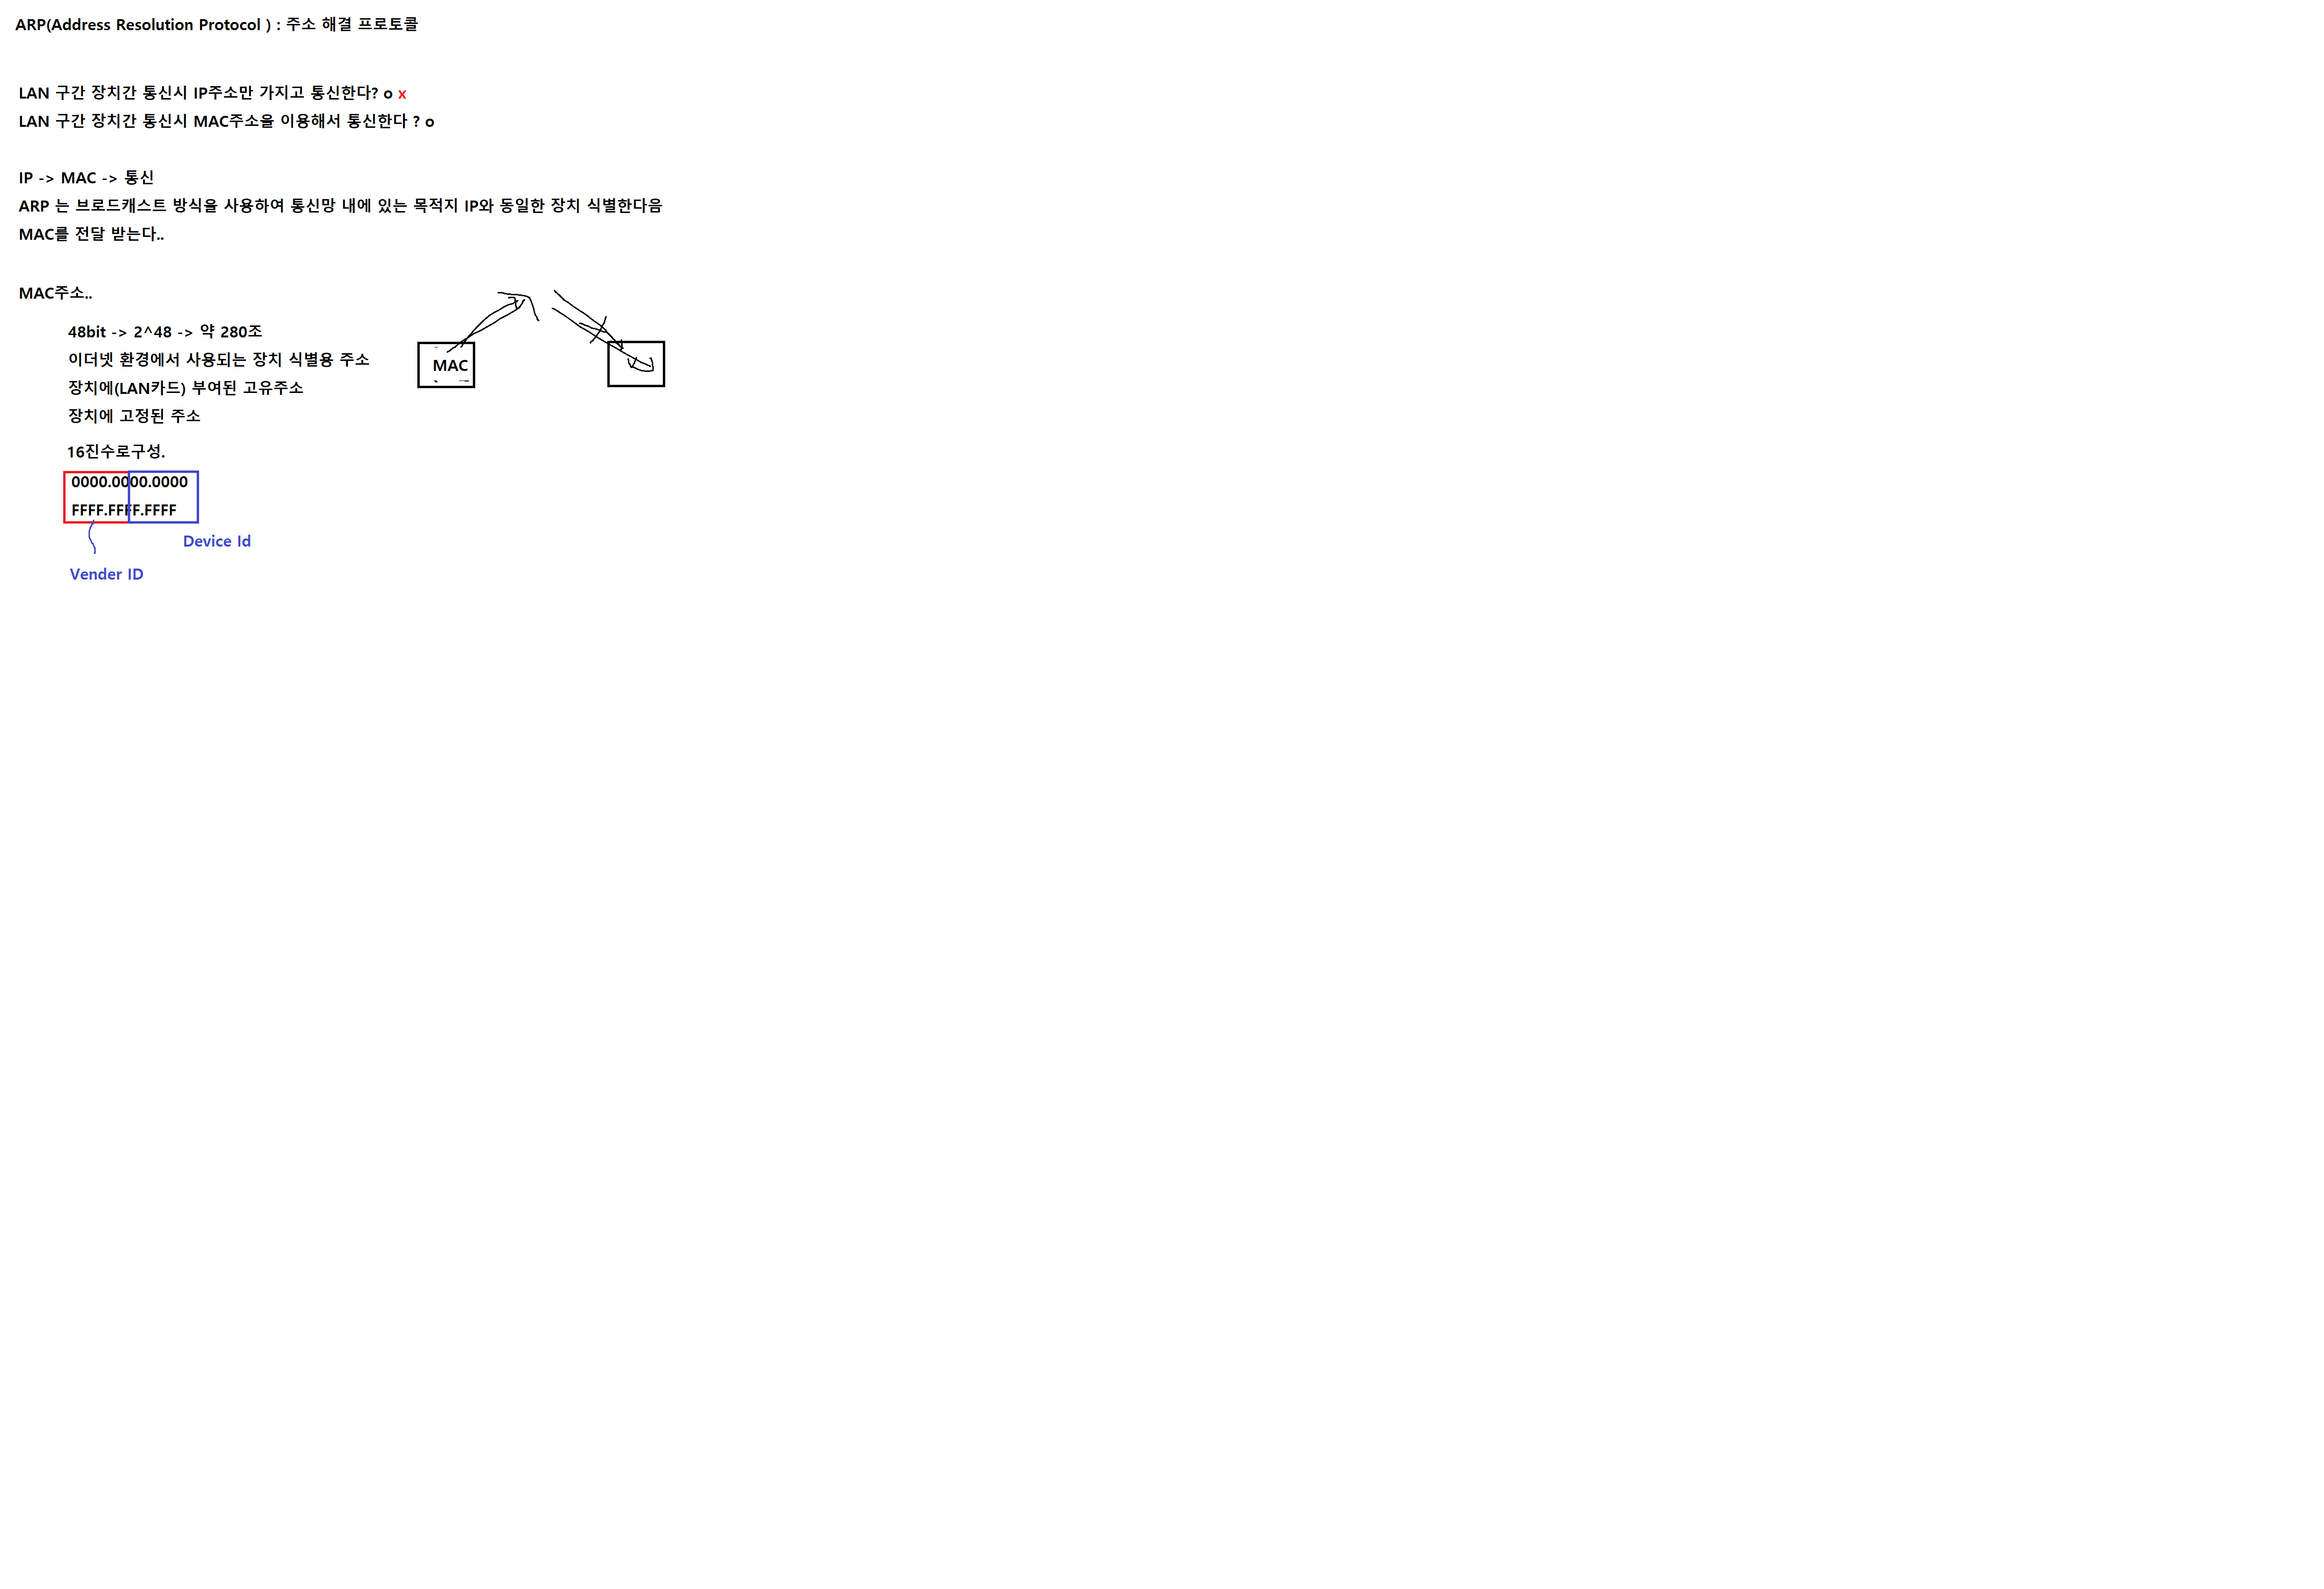 ARP(Address Resolution Protocol ) : 주소 해결 프로토콜
LAN 구간 장치간 통신시 IP주소만 가지고 통신한다? o x
LAN 구간 장치간 통신시 MAC주소을 이용해서 통신한다 ? o
IP -> MAC -> 통신
ARP 는 브로드캐스트 방식을 사용하여 통신망 내에 있는 목적지 IP와 동일한 장치 식별한다음
MAC를 전달 받는다..
MAC주소..
48bit -> 2^48 -> 약 280조
이더넷 환경에서 사용되는 장치 식별용 주소
MAC
장치에(LAN카드) 부여된 고유주소
장치에 고정된 주소
16진수로구성.
0000.0000.0000
FFFF.FFFF.FFFF
Device Id
Vender ID